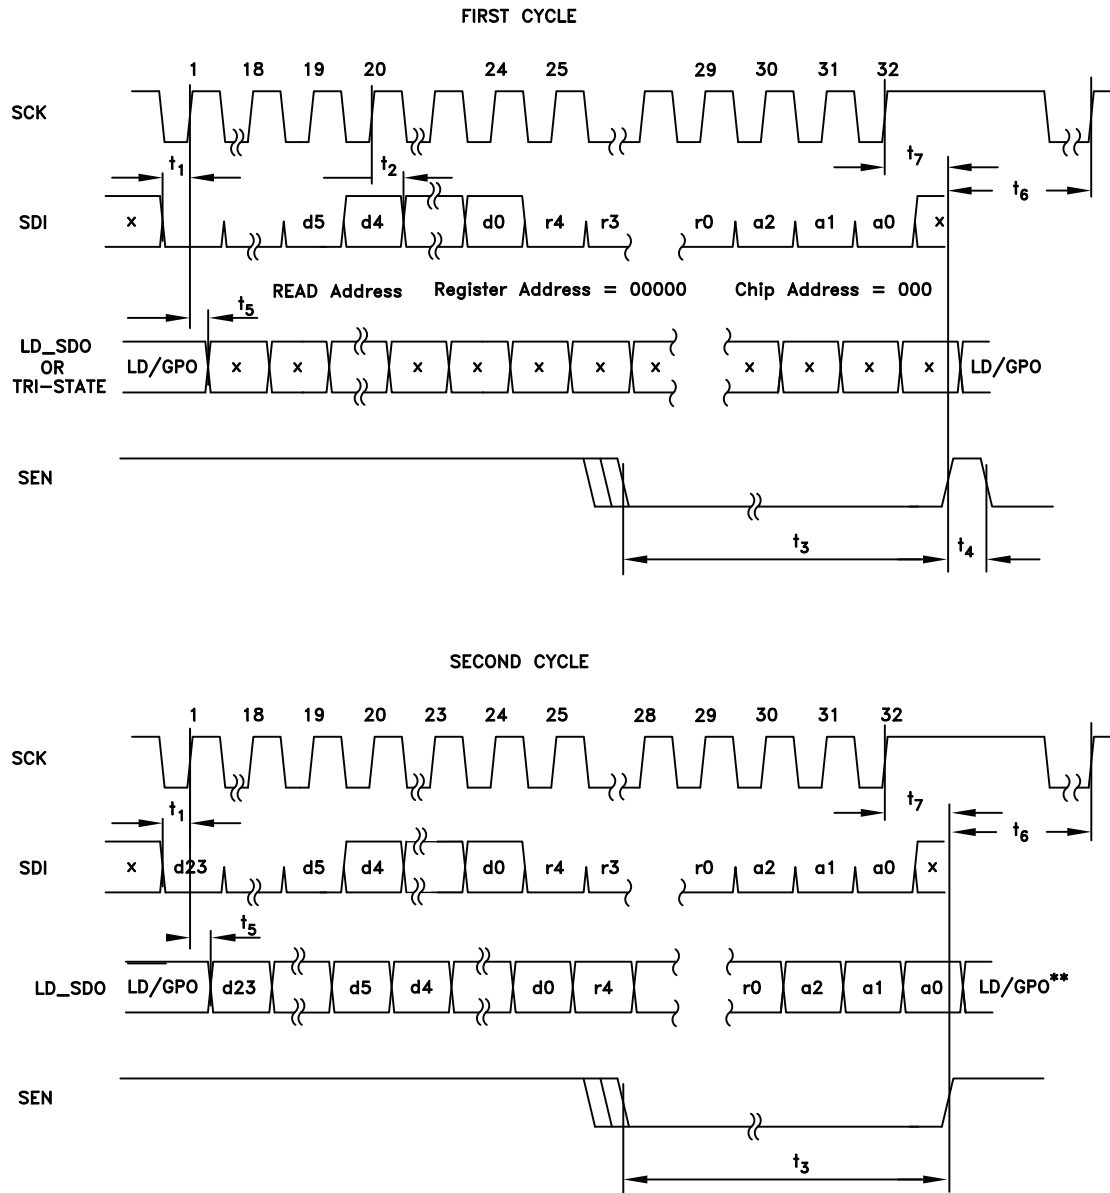 FIRST CYCLE
1 18 19 20 24 25 29 30 31 32
SCK
t1 t2 t7 t6
SDI x d5 d4 d0 r4 r3 r0 a2 a1 a0 x
READ Address Register Address = 00000 Chip Address = 000
t5
LD_SDO
OR
TRI-STATE
LD/GPO x x x x x x x x x x x LD/GPO
SEN
t3 t4
SECOND CYCLE
1 18 19 20 23 24 25 28 29 30 31 32
SCK
t1 t7 t6
SDI x d23 d5 d4 d0 r4 r3 r0 a2 a1 a0 x
t5
LD_SDO LD/GPO d23 d5 d4 d0 r4 r0 a2 a1 a0 LD/GPO**
SEN
t3